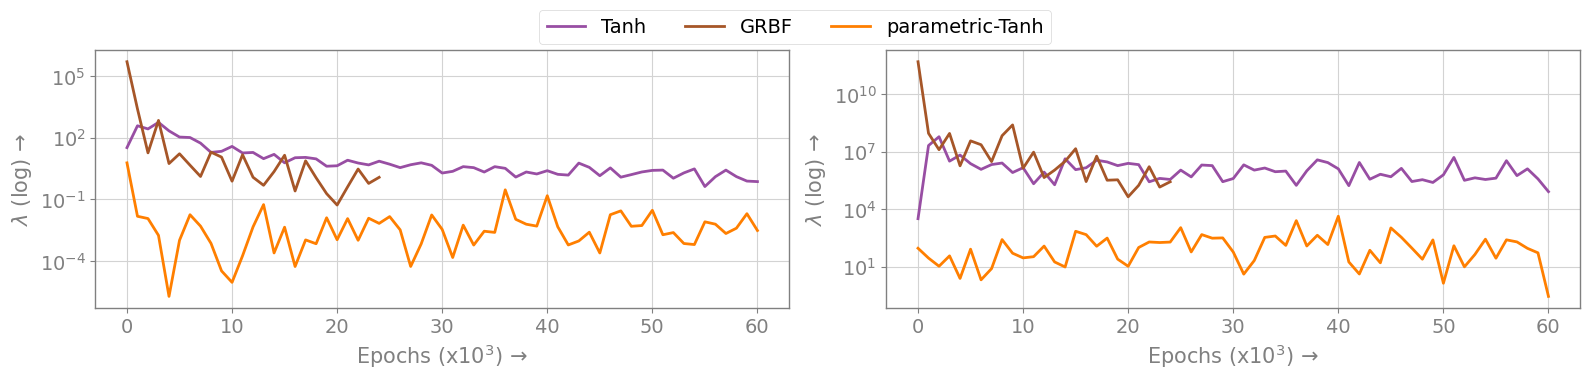 Tanh GRBF parametric-Tanh
λ (log) →
10^5
10^2
10^-1
10^-4
0 10 20 30 40 50 60
Epochs (x10^3) →
λ (log) →
10^10
10^7
10^4
10^1
0 10 20 30 40 50 60
Epochs (x10^3) →